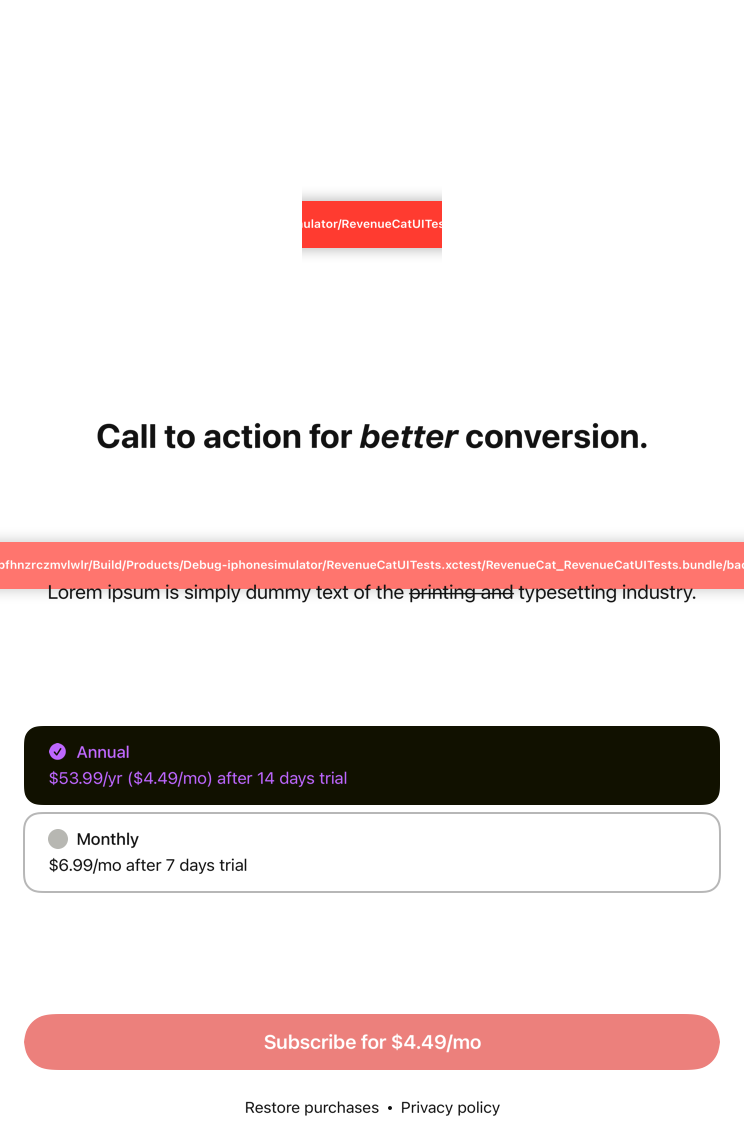 ulator/RevenueCatUITes
Call to action for better conversion.
ofhnzrczmvlwlr/Build/Products/Debug-iphonesimulator/RevenueCatUITests.xctest/RevenueCat_RevenueCatUITests.bundle/bac
Lorem ipsum is simply dummy text of the printing and typesetting industry.
Annual
$53.99/yr ($4.49/mo) after 14 days trial
Monthly
$6.99/mo after 7 days trial
Subscribe for $4.49/mo
Restore purchases • Privacy policy